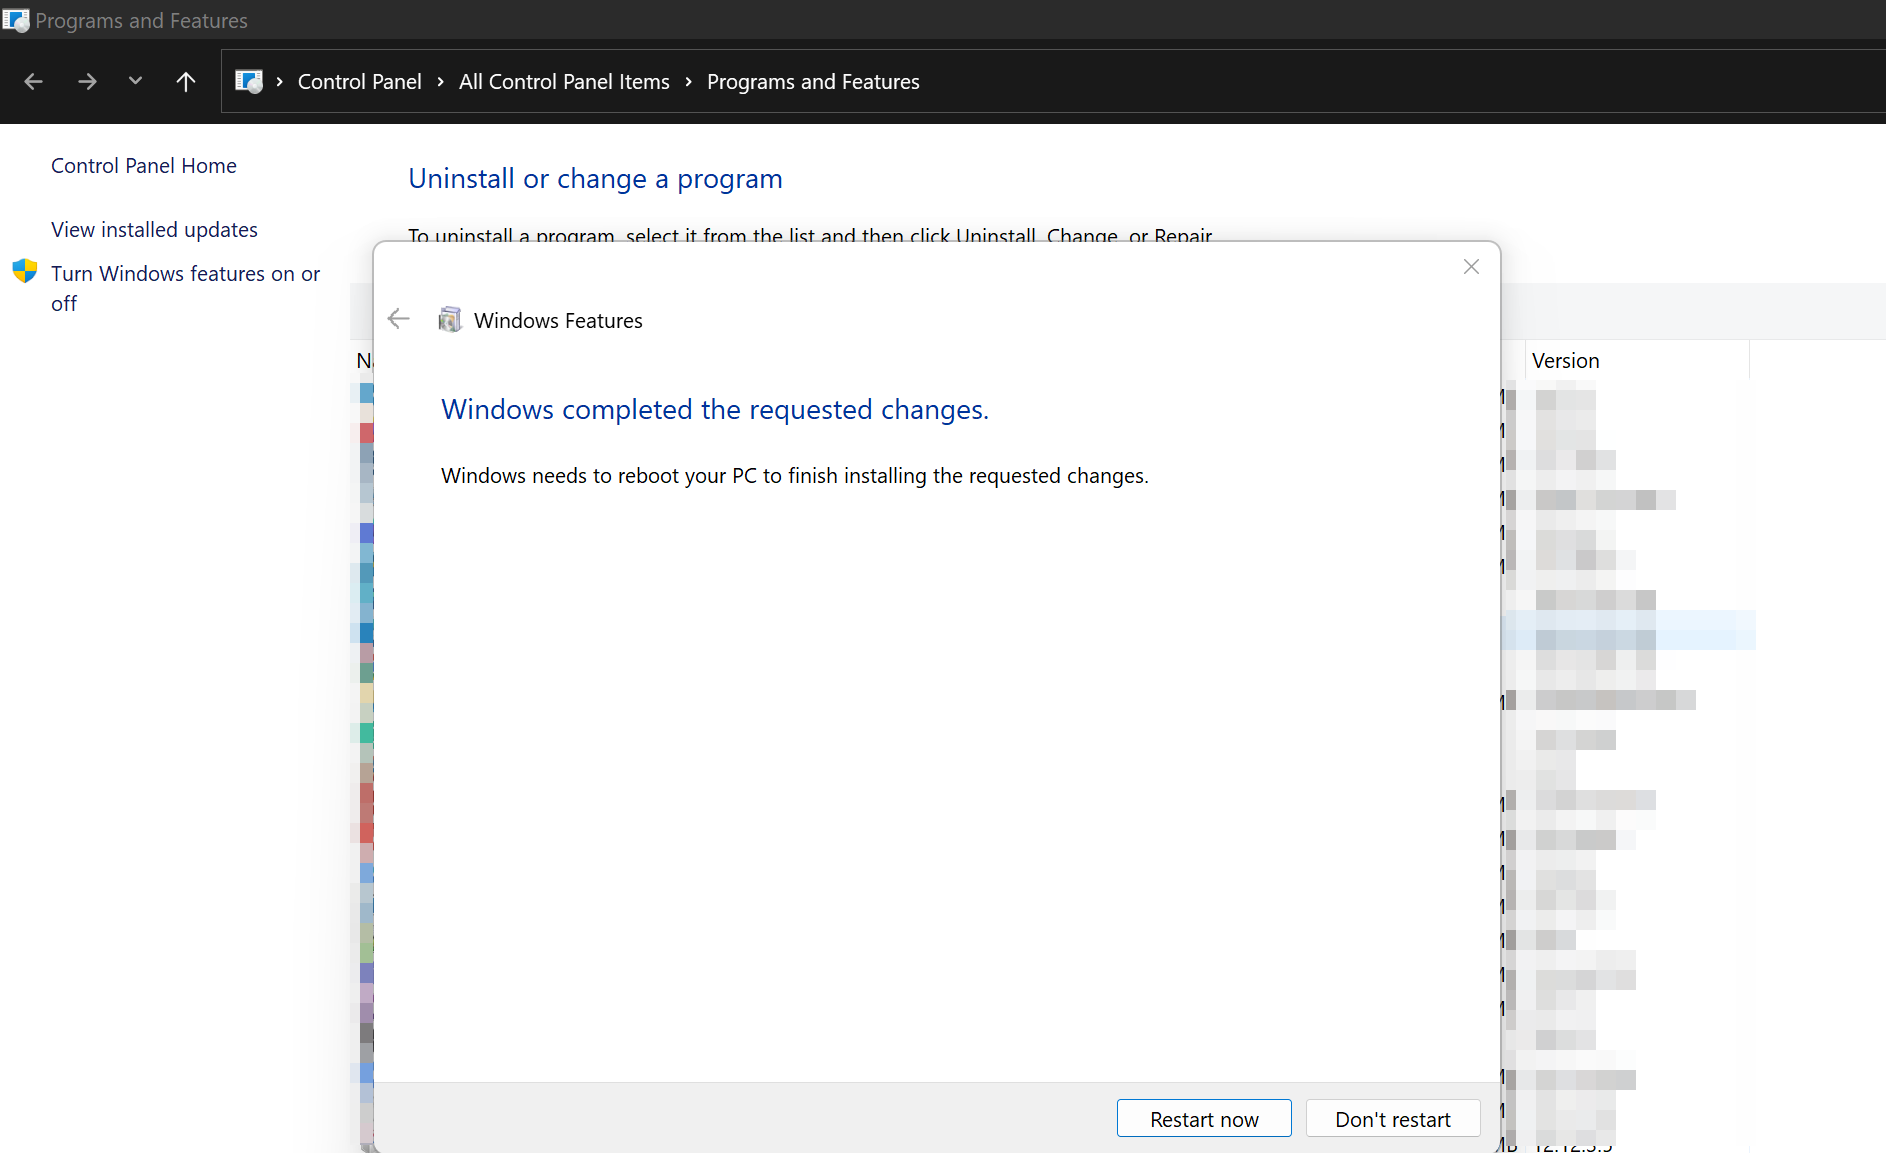 Programs and Features
Control Panel › All Control Panel Items › Programs and Features
Control Panel Home
View installed updates
Turn Windows features on or
off
Uninstall or change a program
To uninstall a program, select it from the list and then click Uninstall, Change, or Repair.
Version
Windows Features
Windows completed the requested changes.
Windows needs to reboot your PC to finish installing the requested changes.
Restart now
Don't restart